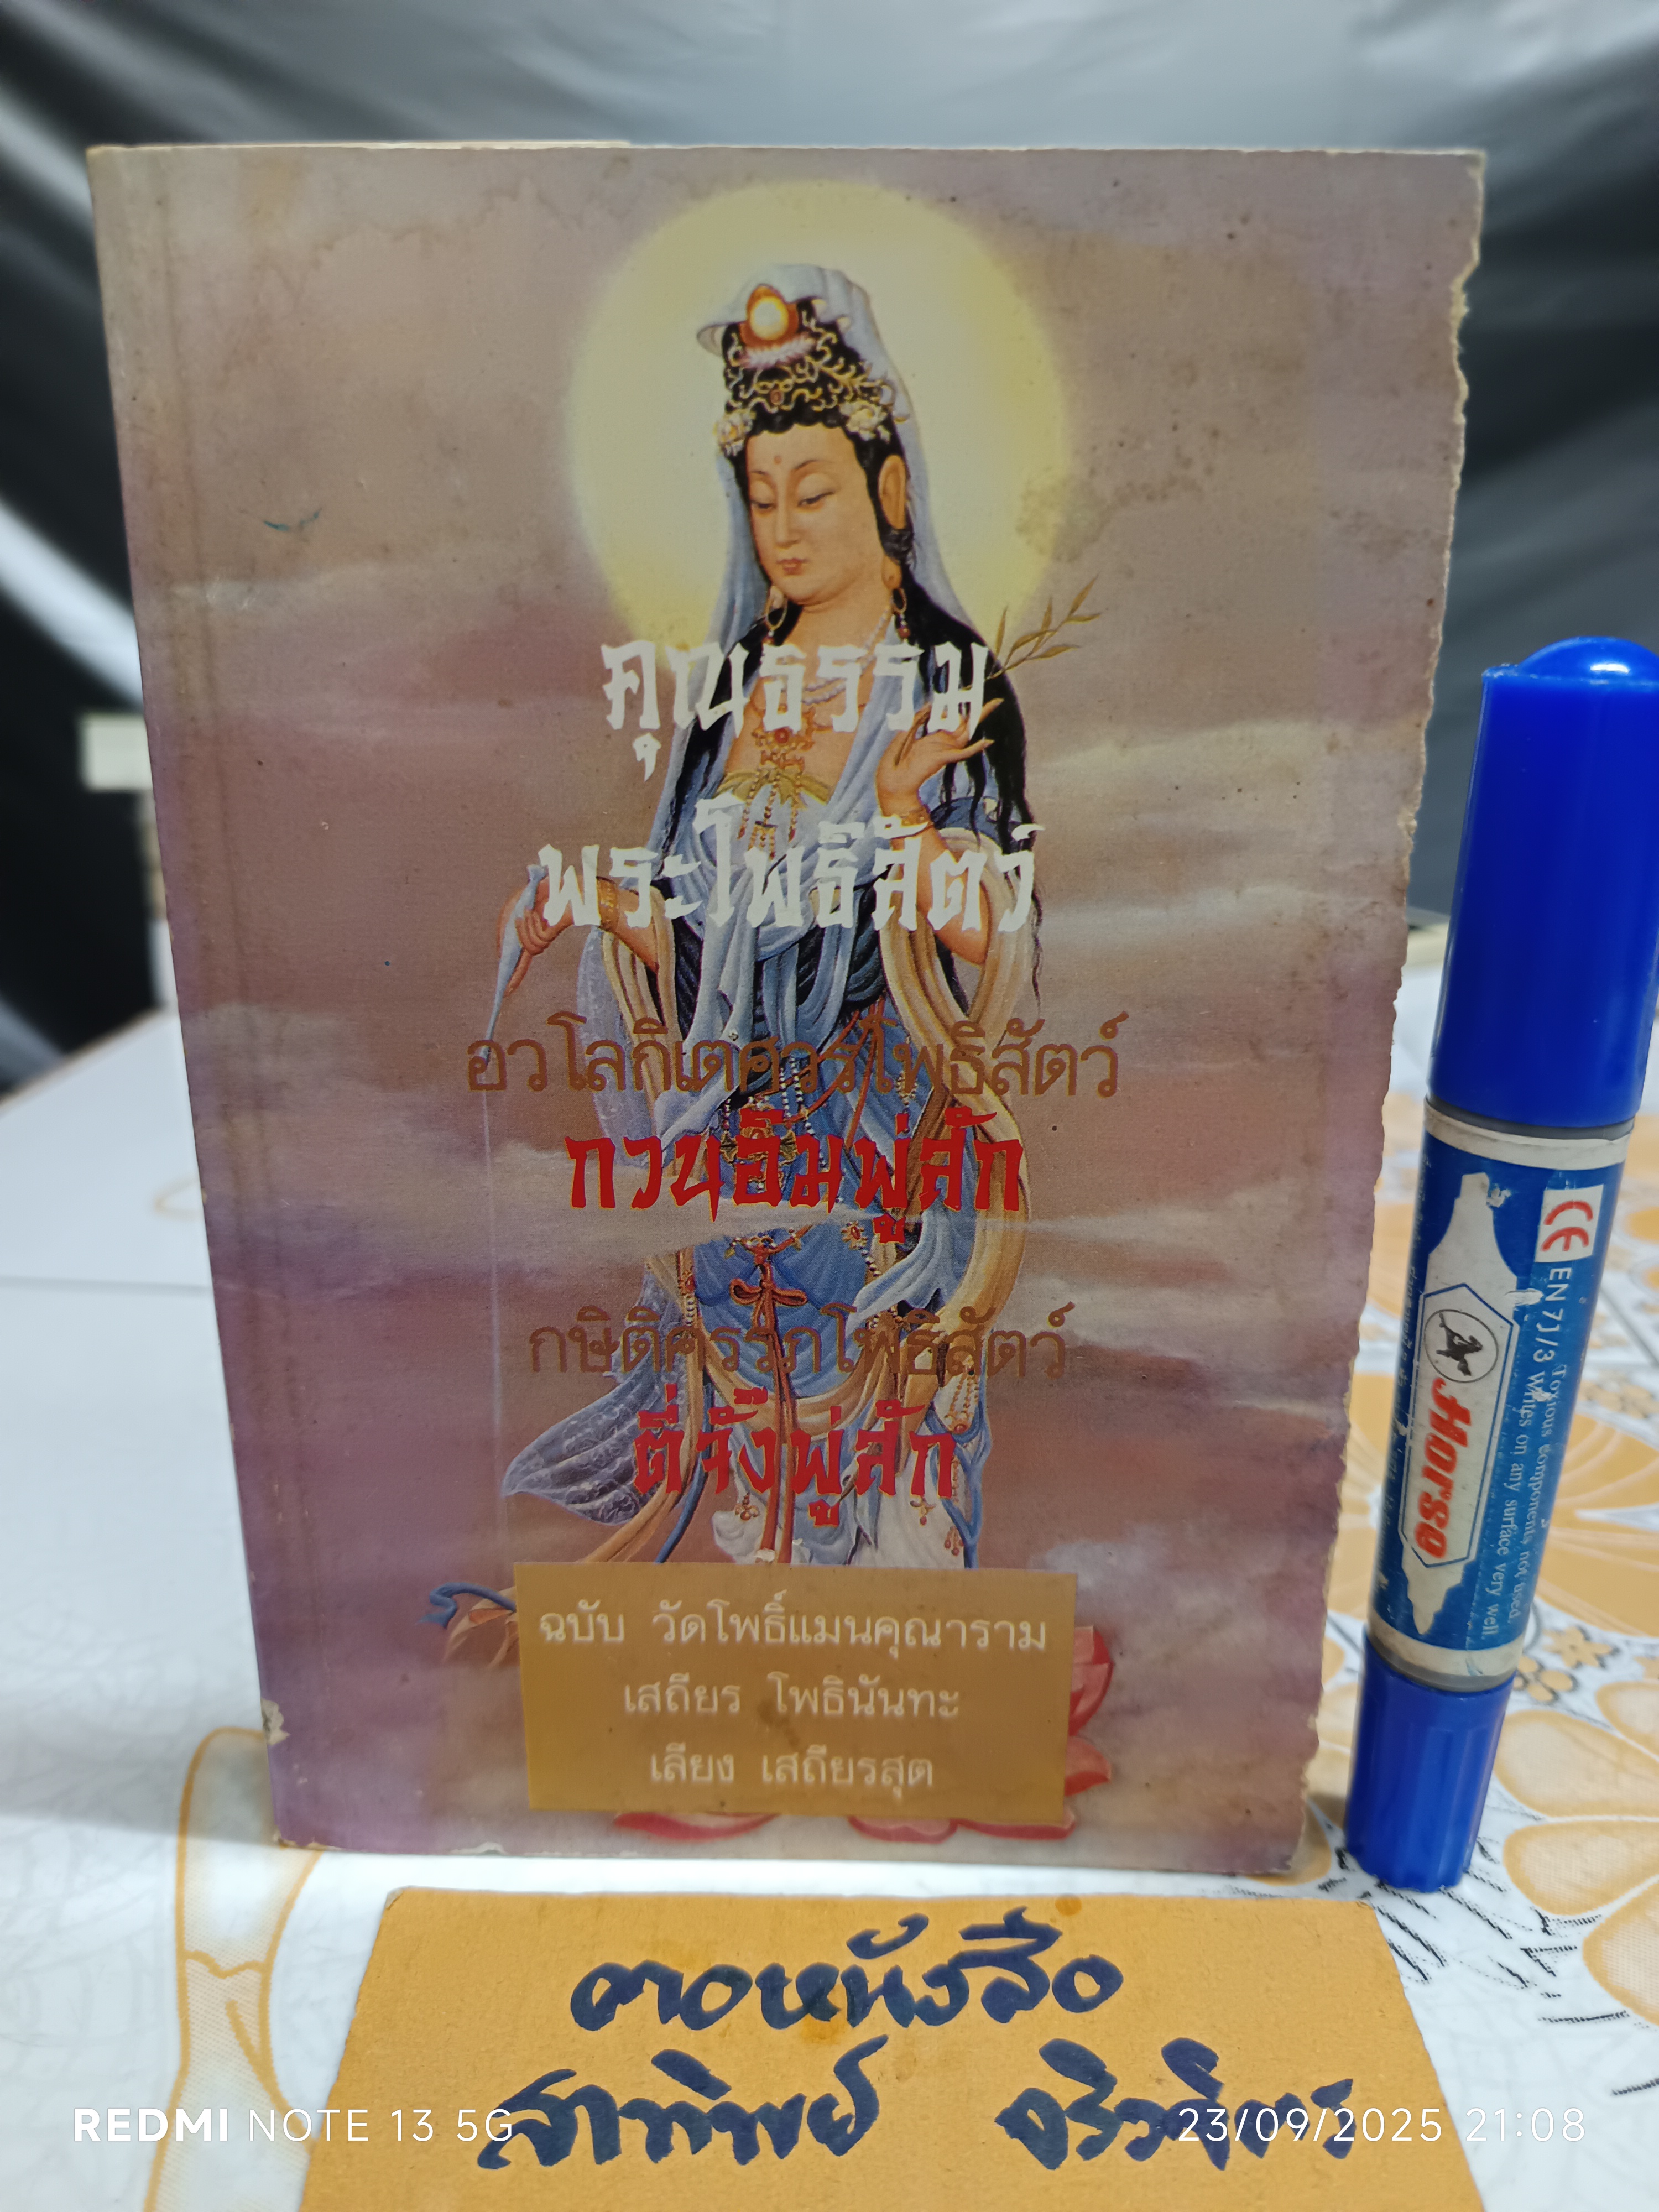 คุณธรรม
พระโพธิสัตว์
อวโลกิเตศวรโพธิสัตว์
กวนอิมพู่สัก
กษิติครรภโพธิสัตว์
ตี่จั๊งพู่สัก
ฉบับ วัดโพธิ์แมนคุณาราม
เสถียร โพธินันทะ
เลียง เสถียรสุต
CE
EN 71/3
Toxious components not used.
Writes on any surface very well.
Horse
คอหนังสือ
สาทิพย์
REDMI NOTE 13 5G
23/09/2025 21:08